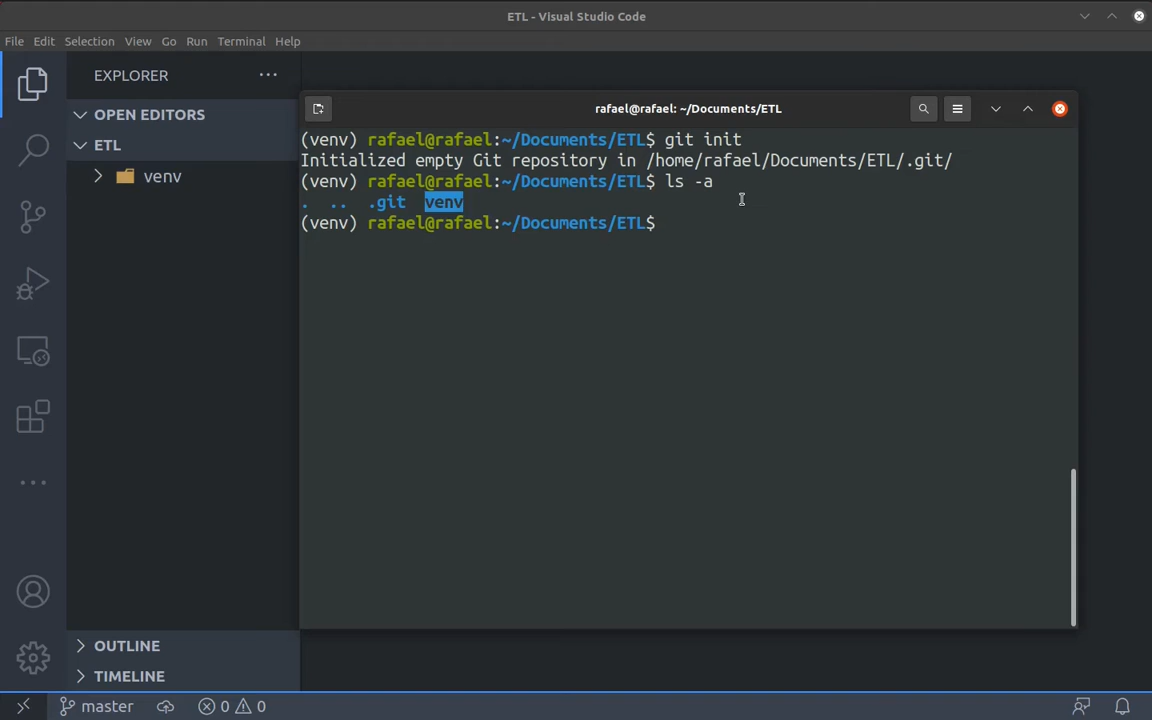 ETL - Visual Studio Code
File Edit Selection View Go Run Terminal Help
EXPLORER
OPEN EDITORS
ETL
venv
rafael@rafael: ~/Documents/ETL
(venv) rafael@rafael:~/Documents/ETL$ git init
Initialized empty Git repository in /home/rafael/Documents/ETL/.git/
(venv) rafael@rafael:~/Documents/ETL$ ls -a
. .. .git venv
(venv) rafael@rafael:~/Documents/ETL$
OUTLINE
TIMELINE
master 0 0